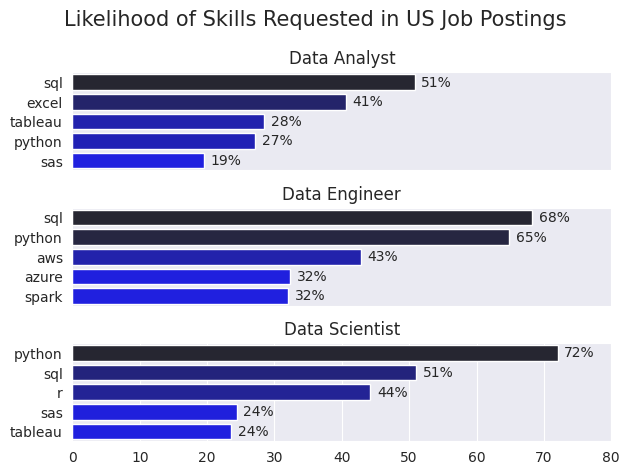 Likelihood of Skills Requested in US Job Postings
Data Analyst
sql 51%
excel 41%
tableau 28%
python 27%
sas 19%
Data Engineer
sql 68%
python 65%
aws 43%
azure 32%
spark 32%
Data Scientist
python 72%
sql 51%
r 44%
sas 24%
tableau 24%
0 10 20 30 40 50 60 70 80